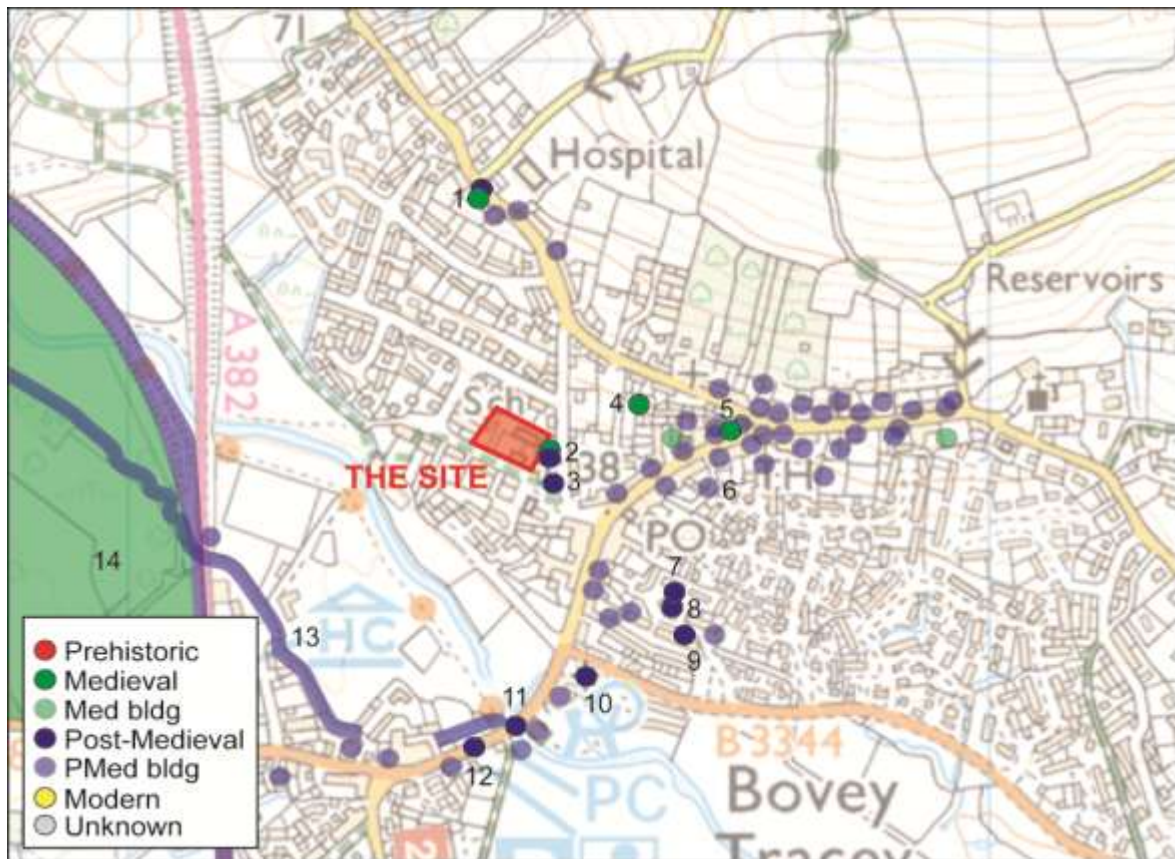 71
Hospital
1
Reservoirs
A 382
4
5
Sch
2
THE SITE
38
3
TH
6
PO
7
14
8
HC
13
9
11
10
12
B 3344
PC
Bovey
Tracey
2
Prehistoric
Medieval
Med bldg
Post-Medieval
PMed bldg
Modern
Unknown